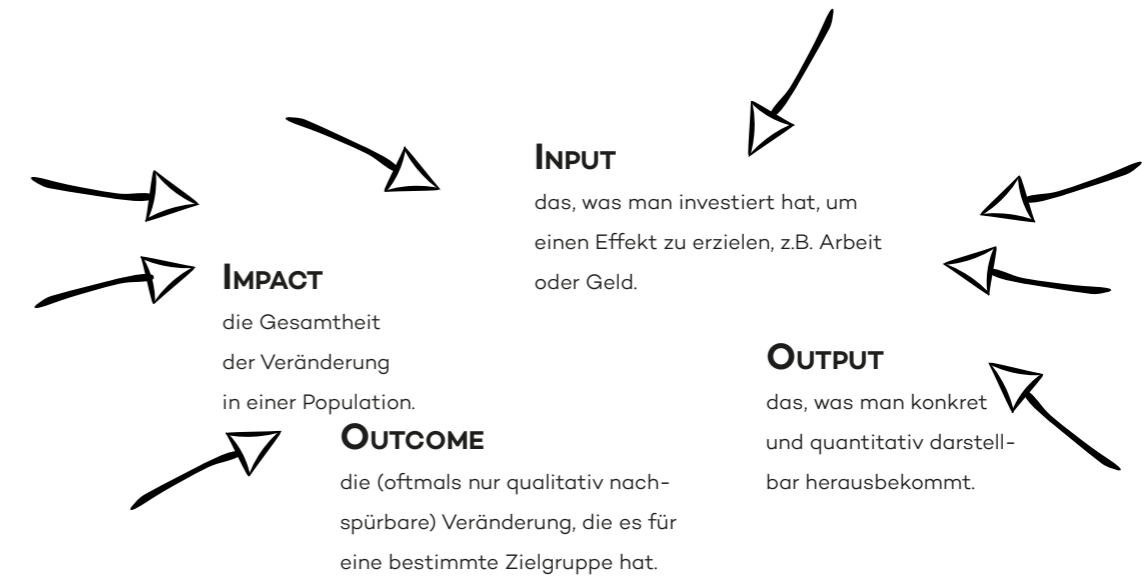 INPUT
das, was man investiert hat, um
einen Effekt zu erzielen, z.B. Arbeit
oder Geld.
IMPACT
die Gesamtheit
der Veränderung
in einer Population.
OUTPUT
das, was man konkret
und quantitativ darstell-
bar herausbekommt.
OUTCOME
die (oftmals nur qualitativ nach-
spürbare) Veränderung, die es für
eine bestimmte Zielgruppe hat.